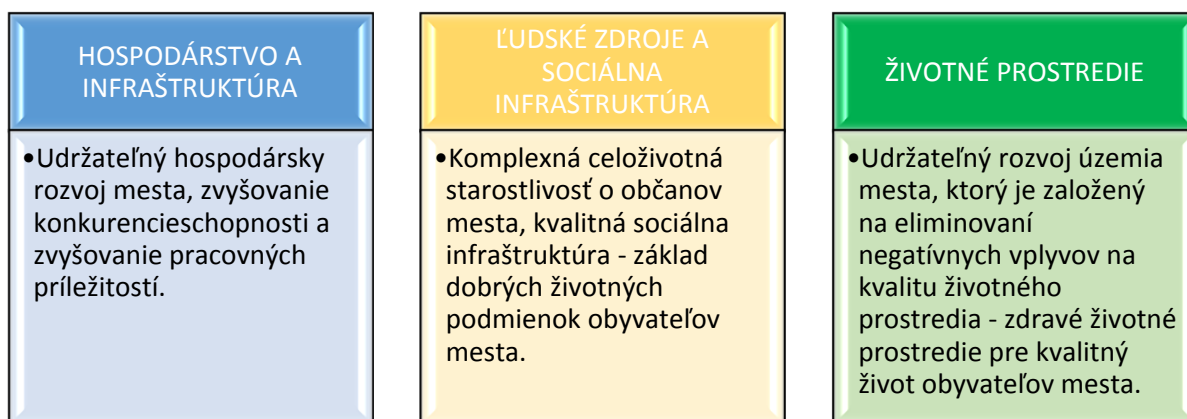 HOSPODÁRSTVO A
INFRAŠTRUKTÚRA
•Udržateľný hospodársky
rozvoj mesta, zvyšovanie
konkurencieschopnosti a
zvyšovanie pracovných
príležitostí.
ĽUDSKÉ ZDROJE A
SOCIÁLNA
INFRAŠTRUKTÚRA
•Komplexná celoživotná
starostlivosť o občanov
mesta, kvalitná sociálna
infraštruktúra - základ
dobrých životných
podmienok obyvateľov
mesta.
ŽIVOTNÉ PROSTREDIE
•Udržateľný rozvoj územia
mesta, ktorý je založený
na eliminovaní
negatívnych vplyvov na
kvalitu životného
prostredia - zdravé životné
prostredie pre kvalitný
život obyvateľov mesta.